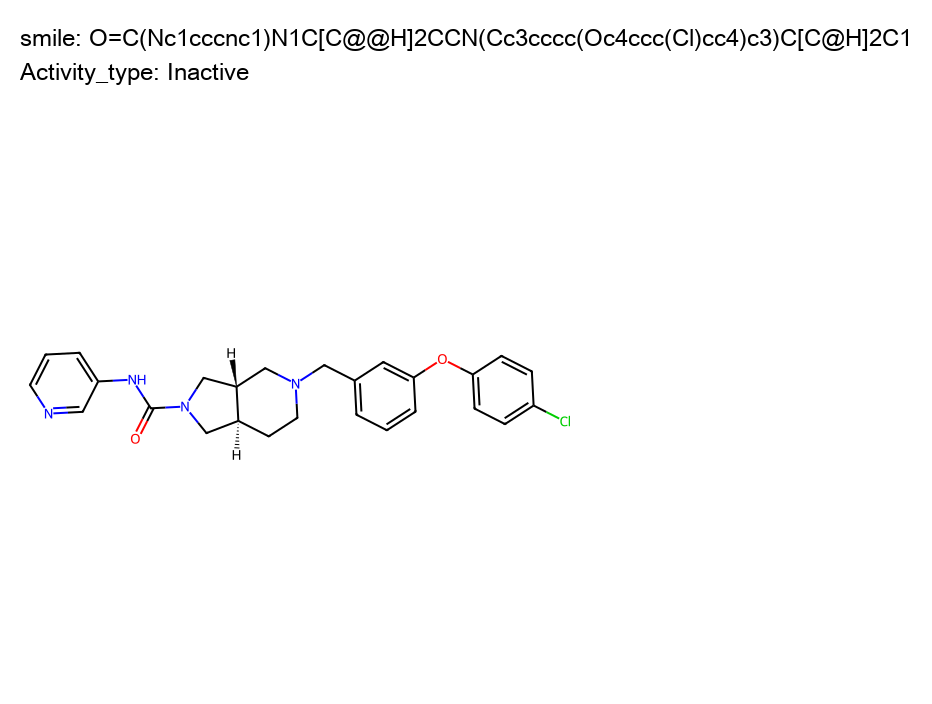 smile: O=C(Nc1cccnc1)N1C[C@@H]2CCN(Cc3cccc(Oc4ccc(Cl)cc4)c3)C[C@H]2C1
Activity_type: Inactive
H
O
NH
N
N
N
O
Cl
H